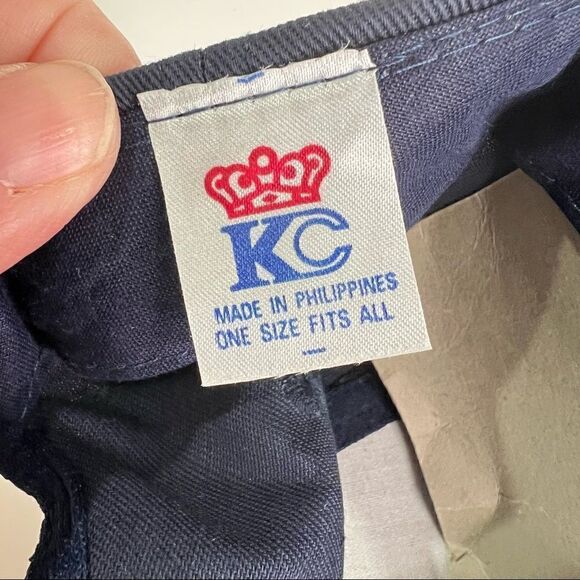 KC
MADE IN PHILIPPINES
ONE SIZE FITS ALL